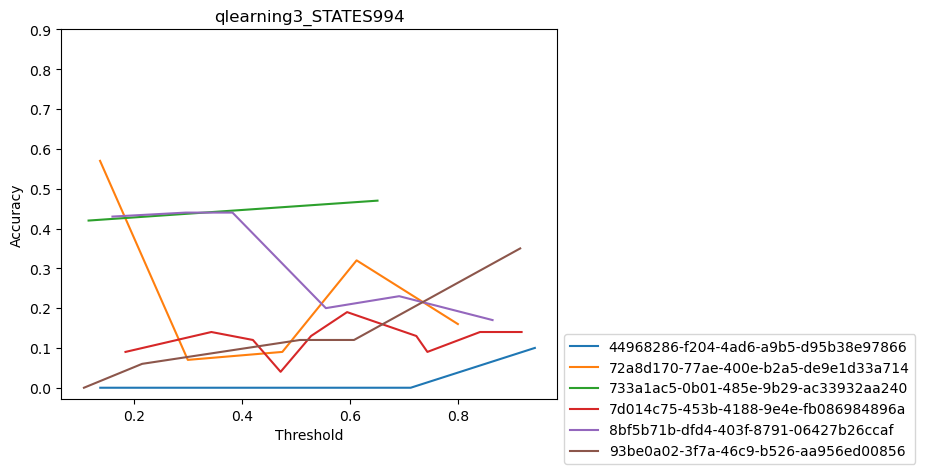 qlearning3_STATES994
0.9
0.8
0.7
0.6
0.5
0.4
0.3
0.2
0.1
0.0
Accuracy
0.2 0.4 0.6 0.8
Threshold
44968286-f204-4ad6-a9b5-d95b38e97866
72a8d170-77ae-400e-b2a5-de9e1d33a714
733a1ac5-0b01-485e-9b29-ac33932aa240
7d014c75-453b-4188-9e4e-fb086984896a
8bf5b71b-dfd4-403f-8791-06427b26ccaf
93be0a02-3f7a-46c9-b526-aa956ed00856